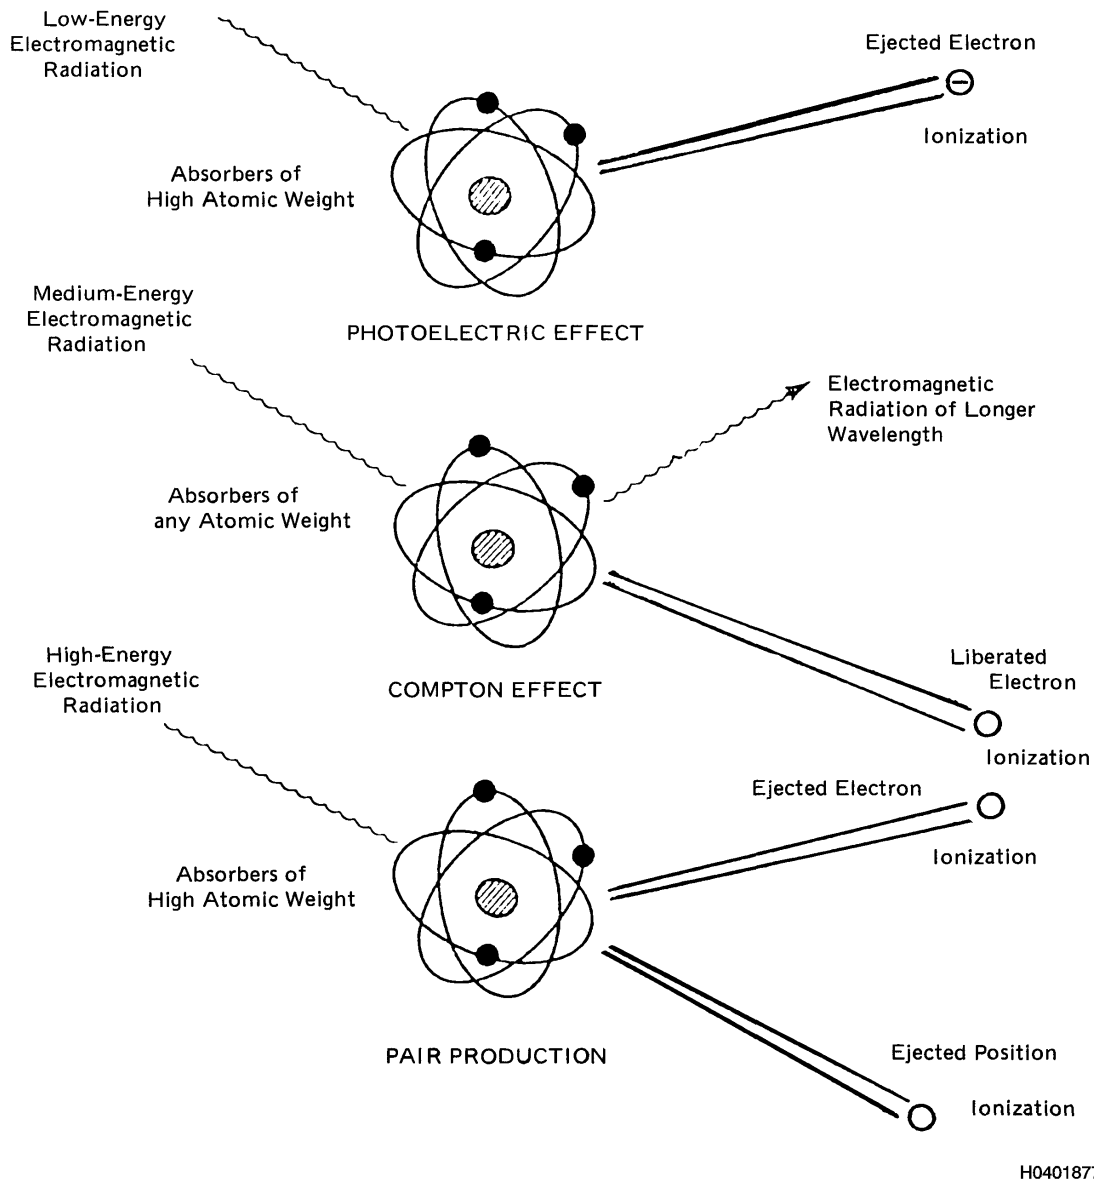 Low-Energy
Electromagnetic
Radiation
Ejected Electron
Ionization
Absorbers of
High Atomic Weight
PHOTOELECTRIC EFFECT
Medium-Energy
Electromagnetic
Radiation
Electromagnetic
Radiation of Longer
Wavelength
Absorbers of
any Atomic Weight
Liberated
Electron
Ionization
COMPTON EFFECT
High-Energy
Electromagnetic
Radiation
Ejected Electron
Ionization
Absorbers of
High Atomic Weight
PAIR PRODUCTION
Ejected Position
Ionization
H0401877